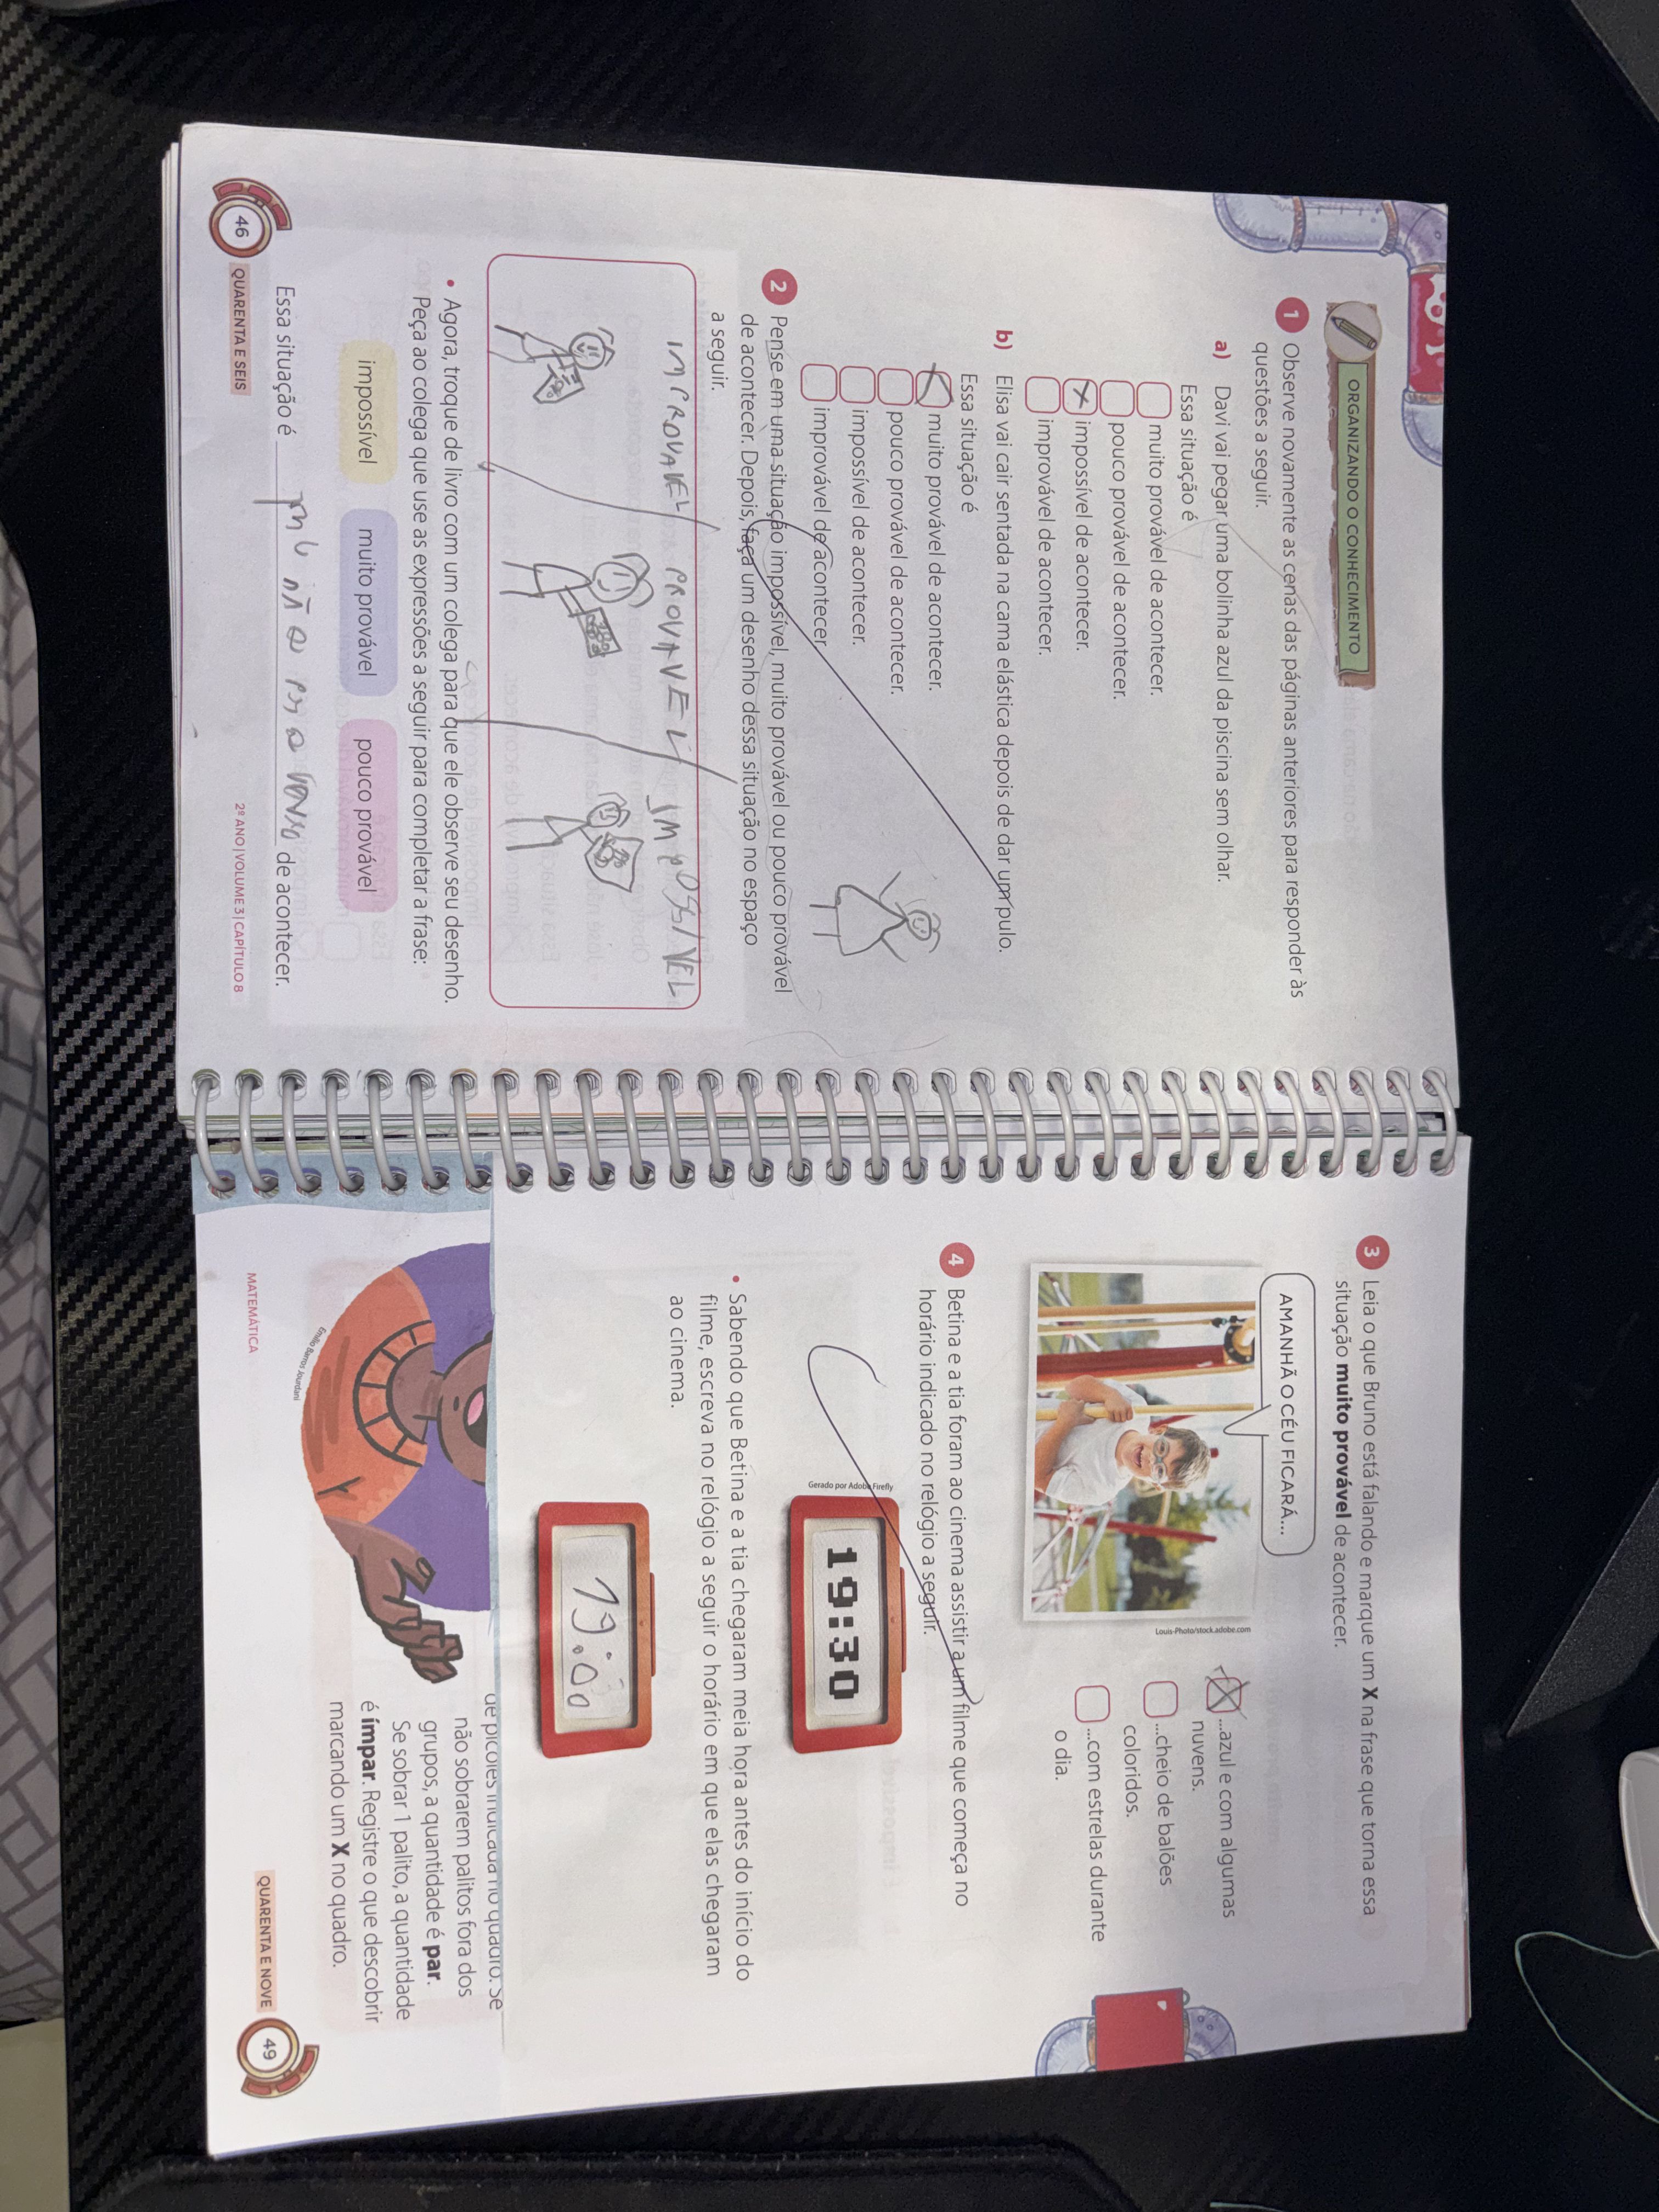 ORGANIZANDO O CONHECIMENTO
1 Observe novamente as cenas das páginas anteriores para responder às
questões a seguir.
a) Davi vai pegar uma bolinha azul da piscina sem olhar.
Essa situação é
muito provável de acontecer.
pouco provável de acontecer.
X impossível de acontecer.
improvável de acontecer.
b) Elisa vai cair sentada na cama elástica depois de dar um pulo.
Essa situação é
X muito provável de acontecer.
pouco provável de acontecer.
impossível de acontecer.
improvável de acontecer.
2 Pense em uma situação impossível, muito provável ou pouco provável
de acontecer. Depois, faça um desenho dessa situação no espaço
a seguir.
IMPROVAVEL PROVAVEL IMPOSSIVEL
• Agora, troque de livro com um colega para que ele observe seu desenho.
Peça ao colega que use as expressões a seguir para completar a frase:
impossível muito provável pouco provável
Essa situação é de acontecer.
46 QUARENTA E SEIS
2º ANO | VOLUME 3 | CAPÍTULO 8
3 Leia o que Bruno está falando e marque um X na frase que torna essa
situação muito provável de acontecer.
AMANHÃ O CÉU FICARÁ...
Louis-Photo/stock.adobe.com
X ...azul e com algumas
nuvens.
...cheio de balões
coloridos.
...com estrelas durante
o dia.
4 Betina e a tia foram ao cinema assistir a um filme que começa no
horário indicado no relógio a seguir.
Gerado por Adobe Firefly
19:30
• Sabendo que Betina e a tia chegaram meia hora antes do início do
filme, escreva no relógio a seguir o horário em que elas chegaram
ao cinema.
19:00
de picolés indicada no quadro. Se
não sobrarem palitos fora dos
grupos, a quantidade é par.
Se sobrar 1 palito, a quantidade
é ímpar. Registre o que descobrir
marcando um X no quadro.
MATEMÁTICA
QUARENTA E NOVE 49